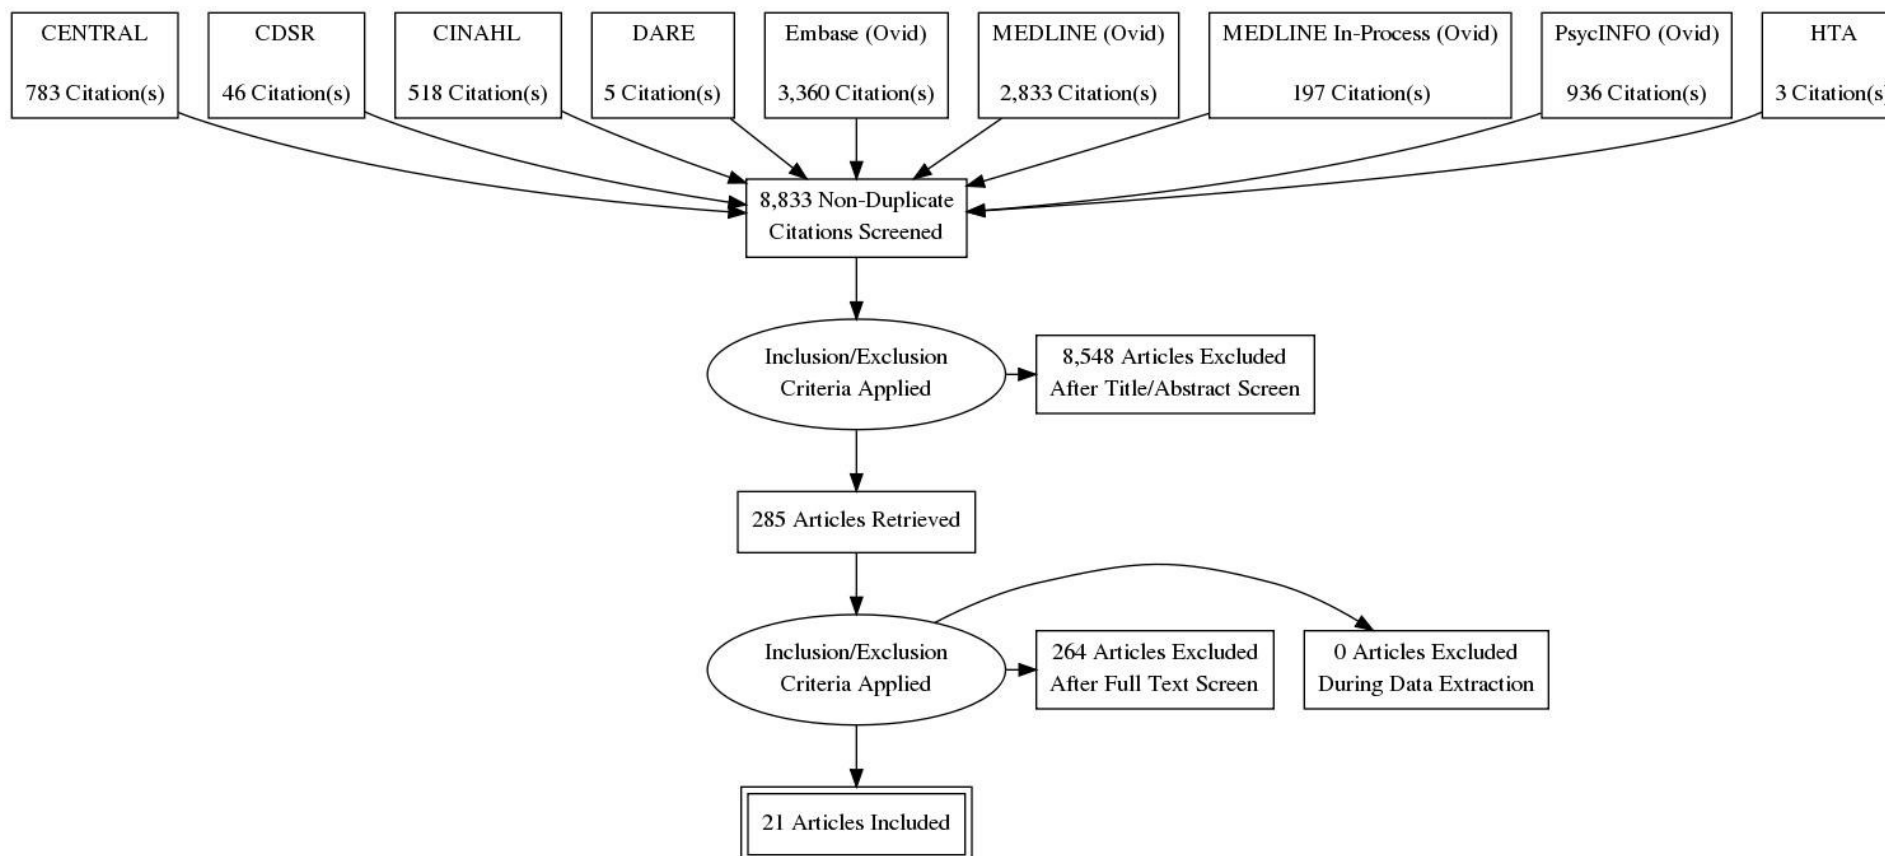 CENTRAL
783 Citation(s)
CDSR
46 Citation(s)
CINAHL
518 Citation(s)
DARE
5 Citation(s)
Embase (Ovid)
3,360 Citation(s)
MEDLINE (Ovid)
2,833 Citation(s)
MEDLINE In-Process (Ovid)
197 Citation(s)
PsycINFO (Ovid)
936 Citation(s)
HTA
3 Citation(s)
8,833 Non-Duplicate
Citations Screened
Inclusion/Exclusion
Criteria Applied
8,548 Articles Excluded
After Title/Abstract Screen
285 Articles Retrieved
Inclusion/Exclusion
Criteria Applied
264 Articles Excluded
After Full Text Screen
0 Articles Excluded
During Data Extraction
21 Articles Included